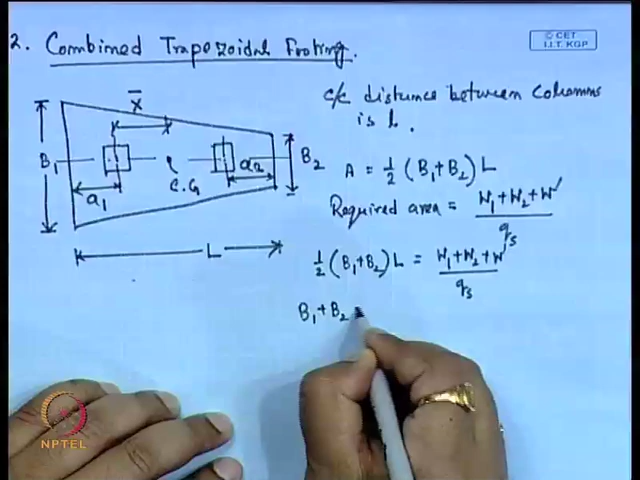 © CET
I.I.T. KGP
2. Combined Trapezoidal Footing.
c/c distance between Columns
is l.
x̄
B₁
B₂
a₁
a₂
C.G
L
A = 1/2 (B₁+B₂) L
Required area = (W₁+W₂+W')/qₛ
1/2 (B₁+B₂) L = (W₁+W₂+W')/qₛ
B₁+B₂
NPTEL